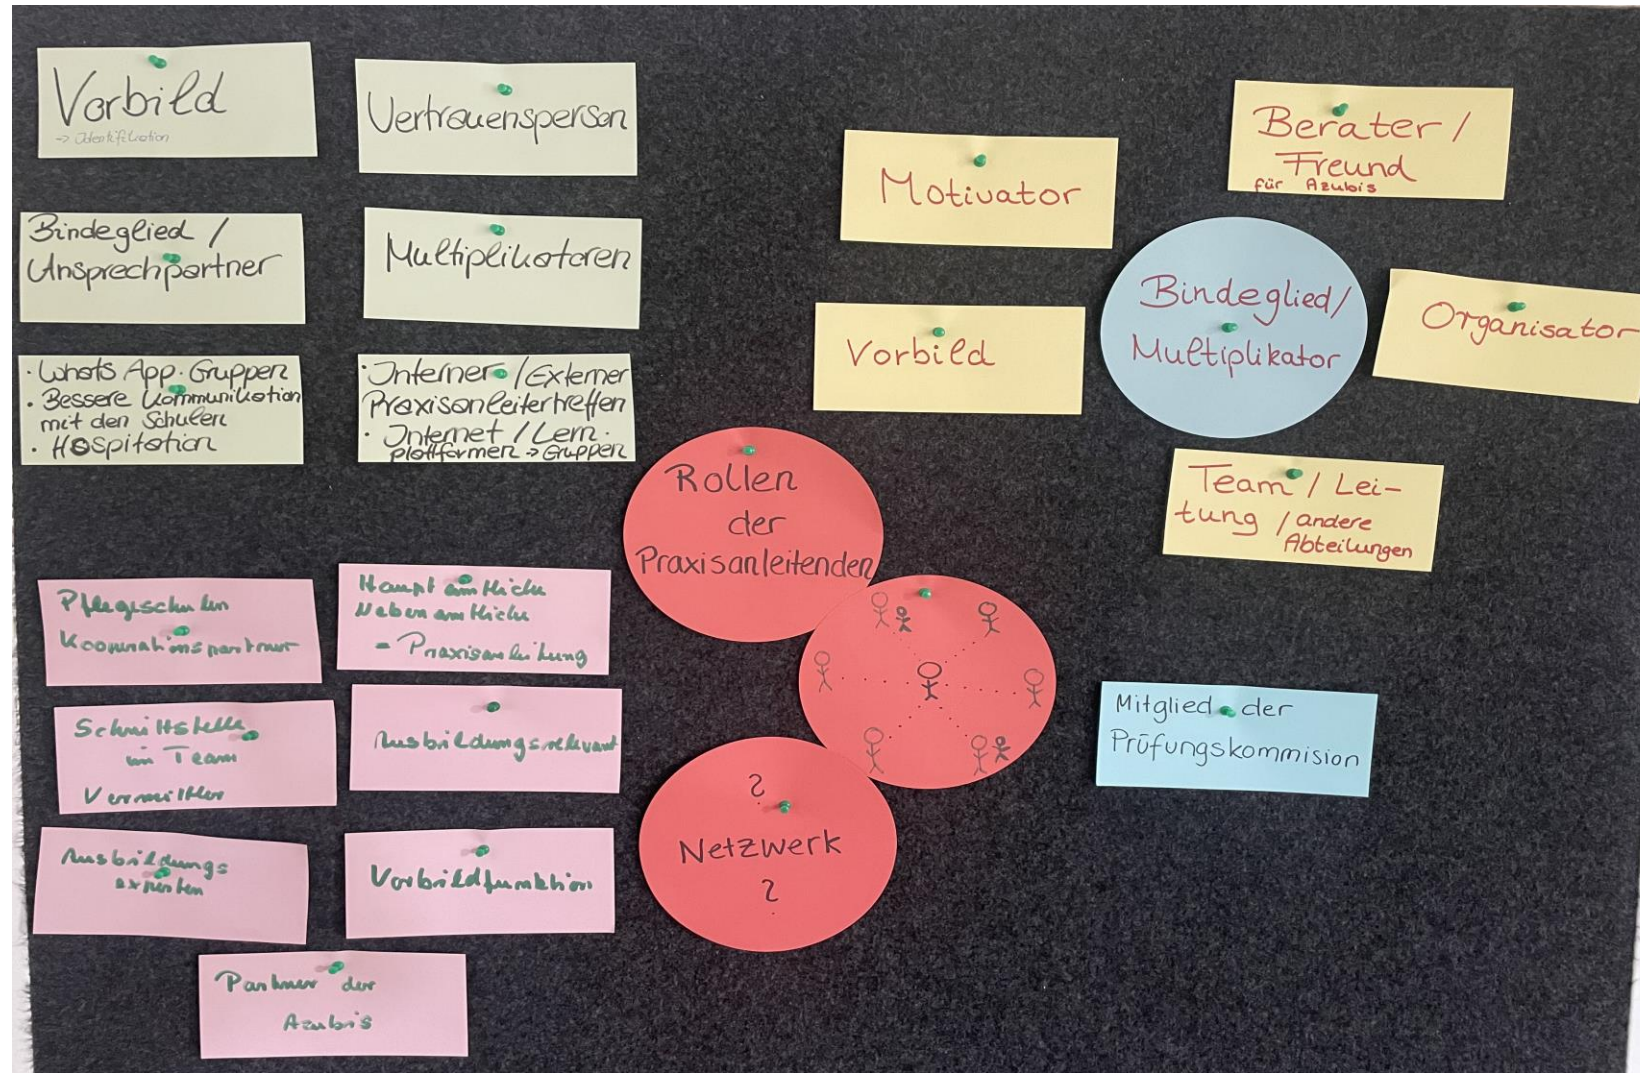 Vorbild
-> Identifikation
Vertrauensperson
Bindeglied /
Ansprechpartner
Multiplikatoren
· Whats App. Gruppen
· Bessere Kommunikation
mit den Schulen
· Hospitation
· Interner / Externer
Praxisanleitertreffen
· Internet / Lern.
plattformen -> Gruppen
Motivator
Berater /
Freund
für Azubis
Vorbild
Bindeglied/
Multiplikator
Organisator
Team / Lei-
tung / andere
Abteilungen
Rollen
der
Praxisanleitenden
?
Netzwerk
?
Mitglied der
Prüfungskommision
Pflegeschulen
Hauptamtliche
Nebenamtliche
- Praxisanleitung
Schnittstelle
im Team
Vermittler
Ausbildungsrelevant
Ausbildungs
experten
Vorbildfunktion
Partner der
Azubis